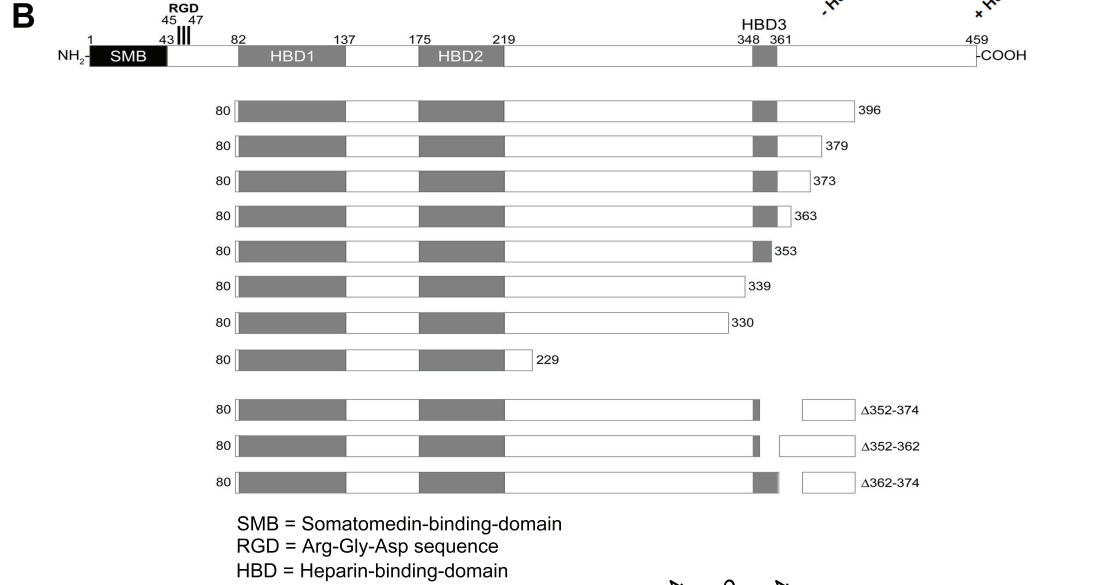 B
RGD
45 47
HBD3
1 43 82 137 175 219 348 361 459
NH2- SMB HBD1 HBD2 -COOH
80 396
80 379
80 373
80 363
80 353
80 339
80 330
80 229
80 Δ352-374
80 Δ352-362
80 Δ362-374
SMB = Somatomedin-binding-domain
RGD = Arg-Gly-Asp sequence
HBD = Heparin-binding-domain